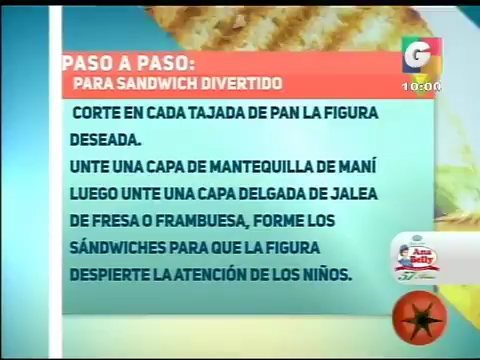 PASO A PASO:
PARA SANDWICH DIVERTIDO
G
10:00
CORTE EN CADA TAJADA DE PAN LA FIGURA
DESEADA.
UNTE UNA CAPA DE MANTEQUILLA DE MANÍ
LUEGO UNTE UNA CAPA DELGADA DE JALEA
DE FRESA O FRAMBUESA, FORME LOS
SÁNDWICHES PARA QUE LA FIGURA
DESPIERTE LA ATENCIÓN DE LOS NIÑOS.
Ana
Belly